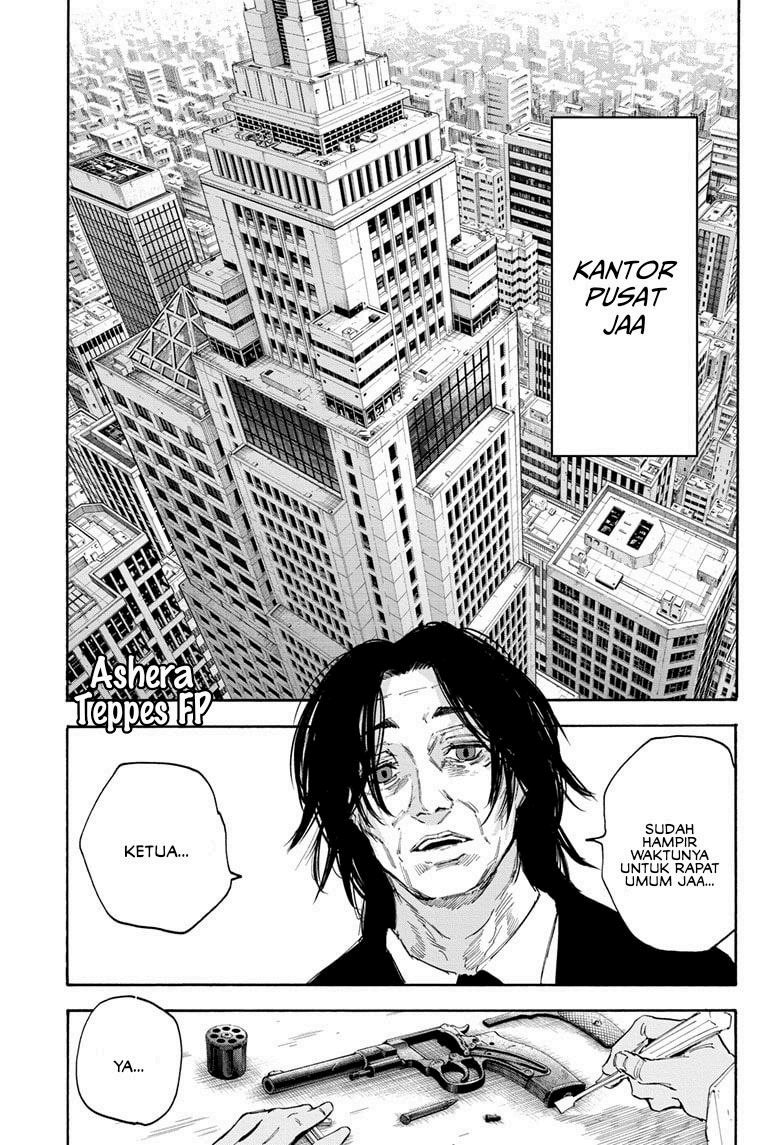 KANTOR
PUSAT
JAA
Ashera
Teppes FP
SUDAH
HAMPIR
WAKTUNYA
UNTUK RAPAT
UMUM JAA...
KETUA...
YA...